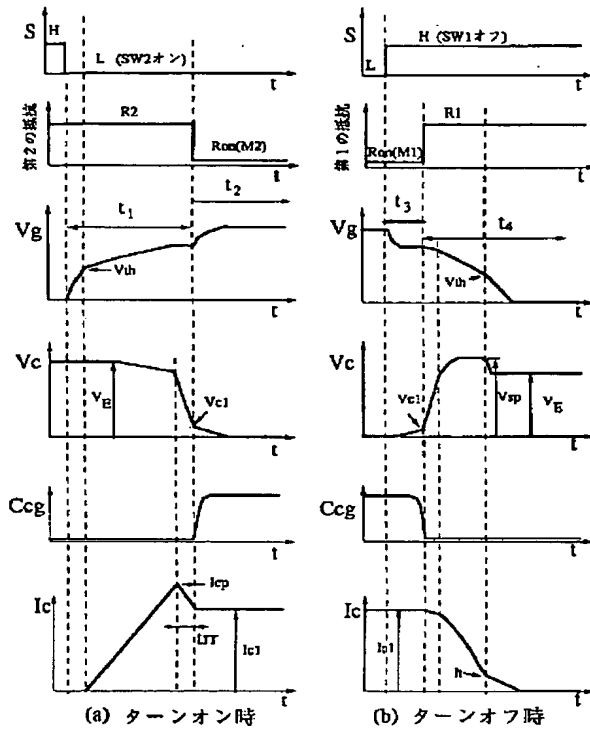 S
H
L (SW2オン)
t
第2の抵抗
R2
Ron(M2)
t
Vg
t1
t2
Vth
t
Vc
VE
Vc1
t
Ccg
t
Ic
Icp
Ic1
t
(a) ターンオン時
S
L
H (SW1オフ)
t
第1の抵抗
Ron(M1)
R1
t
Vg
t3
t4
Vth
t
Vc
Vc1
Vsp
VE
t
Ccg
t
Ic
Ic1
h
t
(b) ターンオフ時